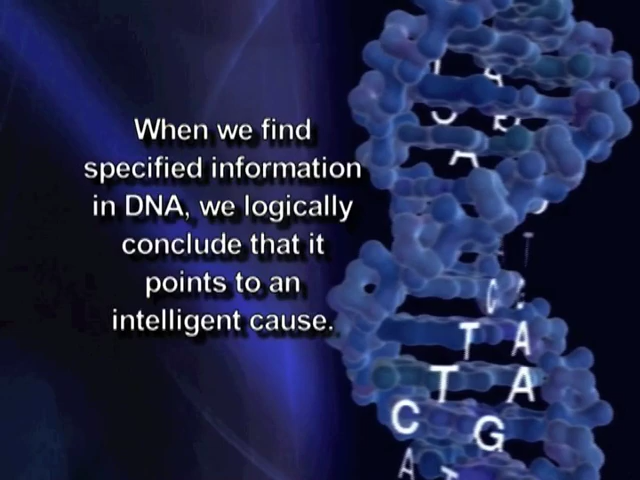 When we find
specified information
in DNA, we logically
conclude that it
points to an
intelligent cause.
A
T
C
A
T A
T A
C G
A